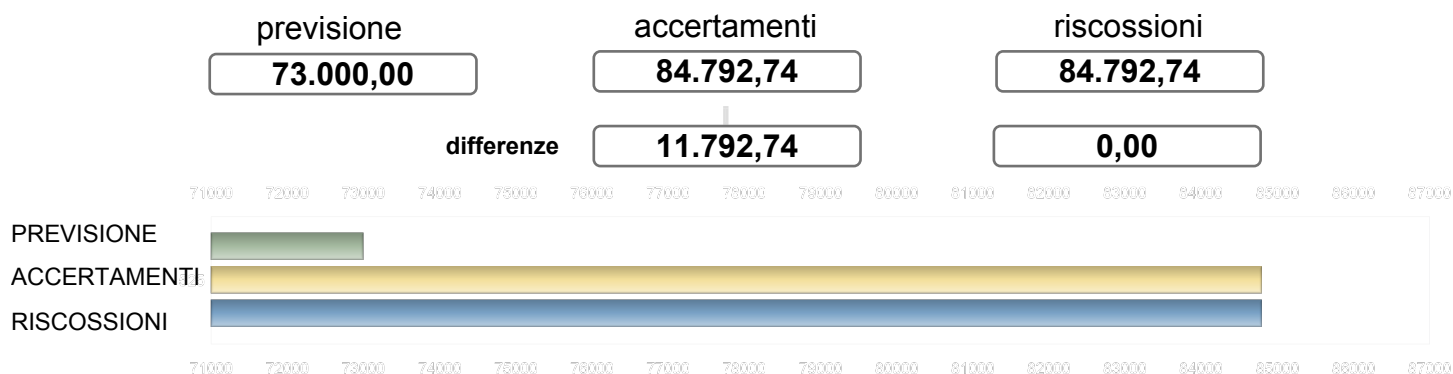 previsione accertamenti riscossioni
73.000,00 84.792,74 84.792,74
differenze 11.792,74 0,00
71000 72000 73000 74000 75000 76000 77000 78000 79000 80000 81000 82000 83000 84000 85000 86000 87000
PREVISIONE
ACCERTAMENTI
RISCOSSIONI
71000 72000 73000 74000 75000 76000 77000 78000 79000 80000 81000 82000 83000 84000 85000 86000 87000